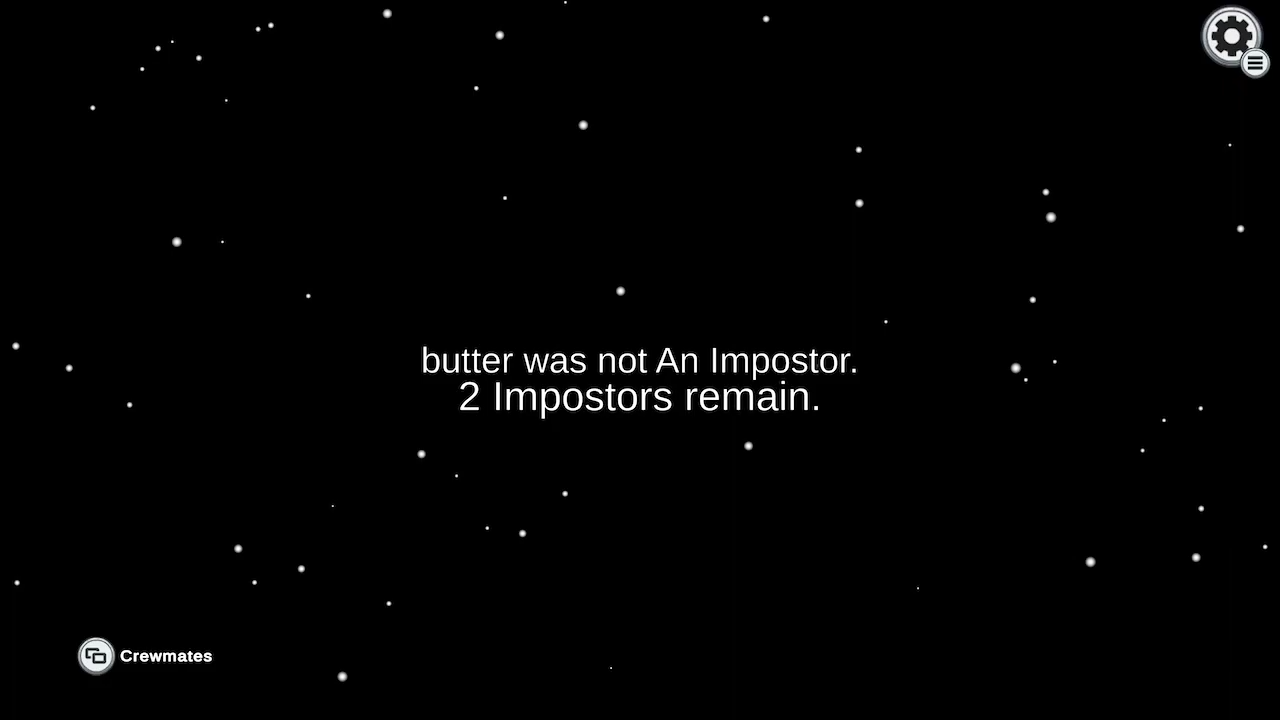 butter was not An Impostor.
2 Impostors remain.
Crewmates